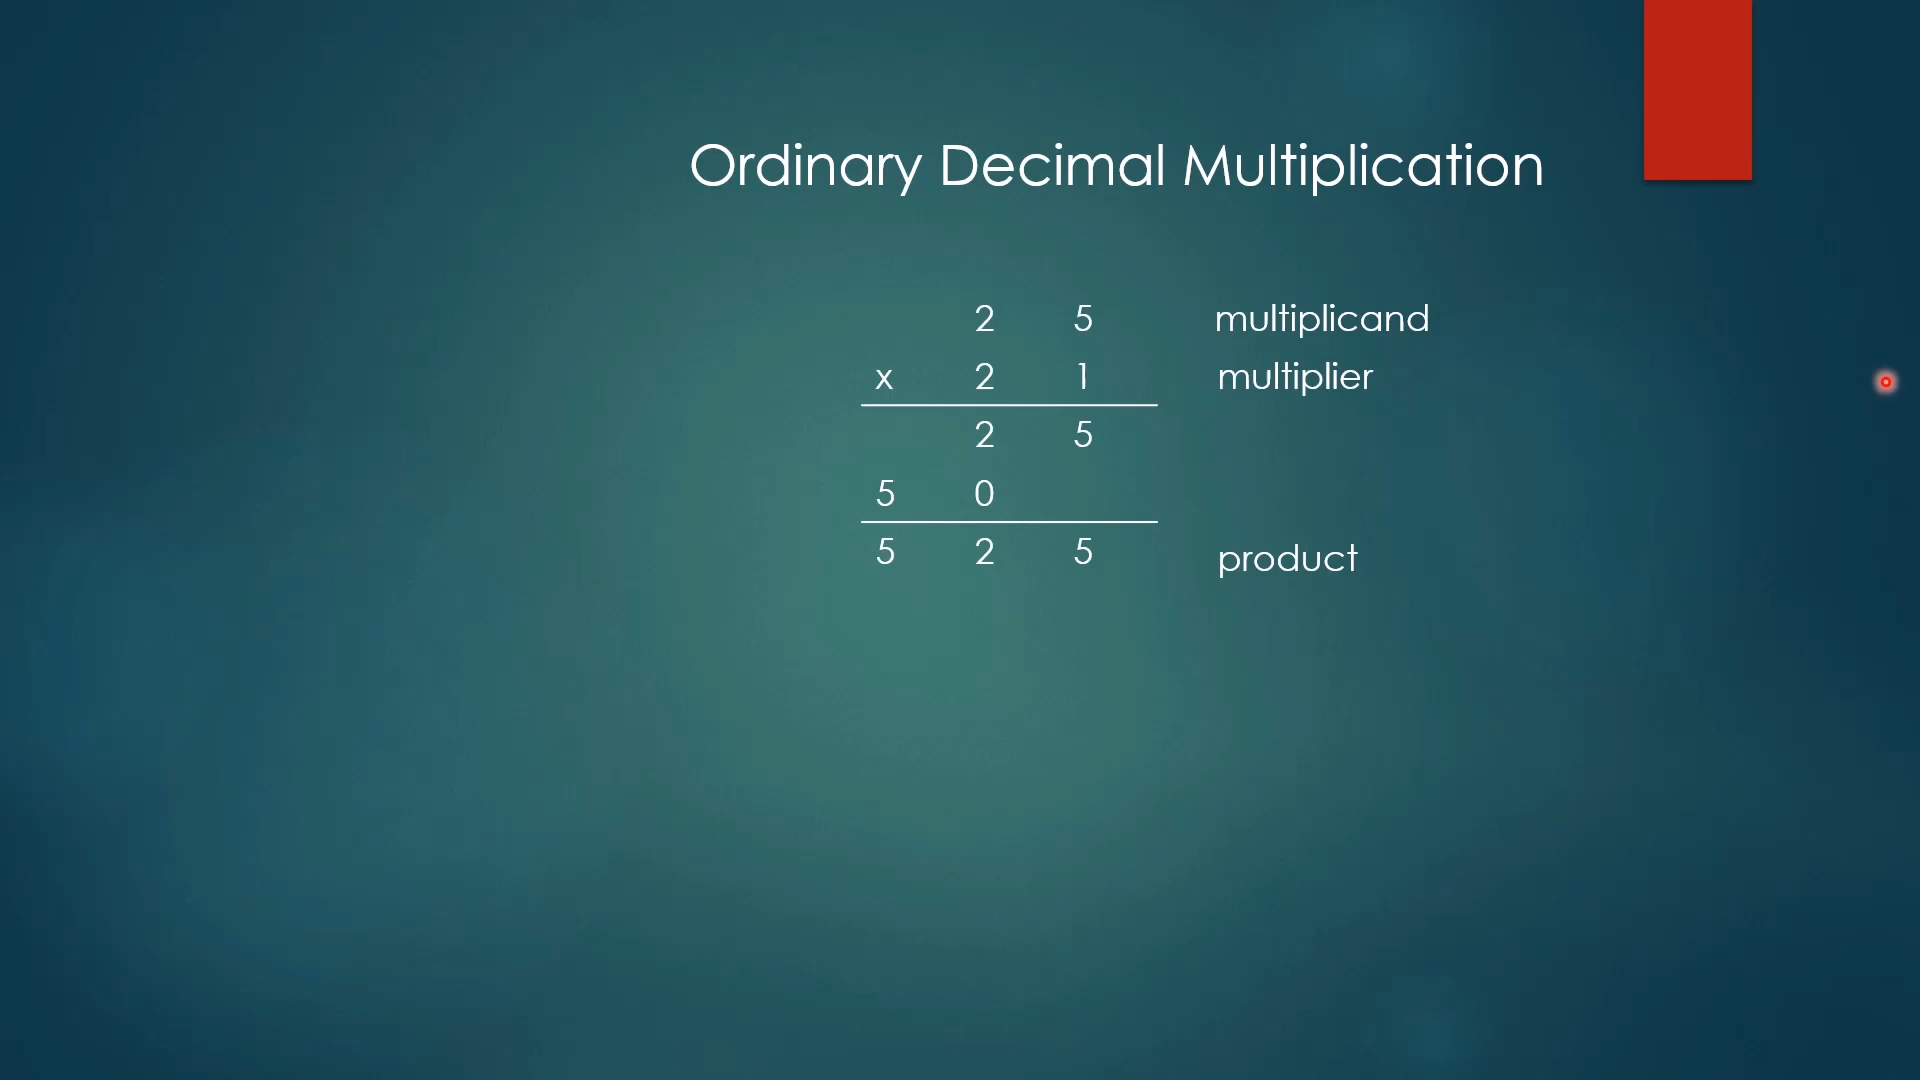 Ordinary Decimal Multiplication
2 5 multiplicand
x 2 1 multiplier
2 5
5 0
5 2 5 product